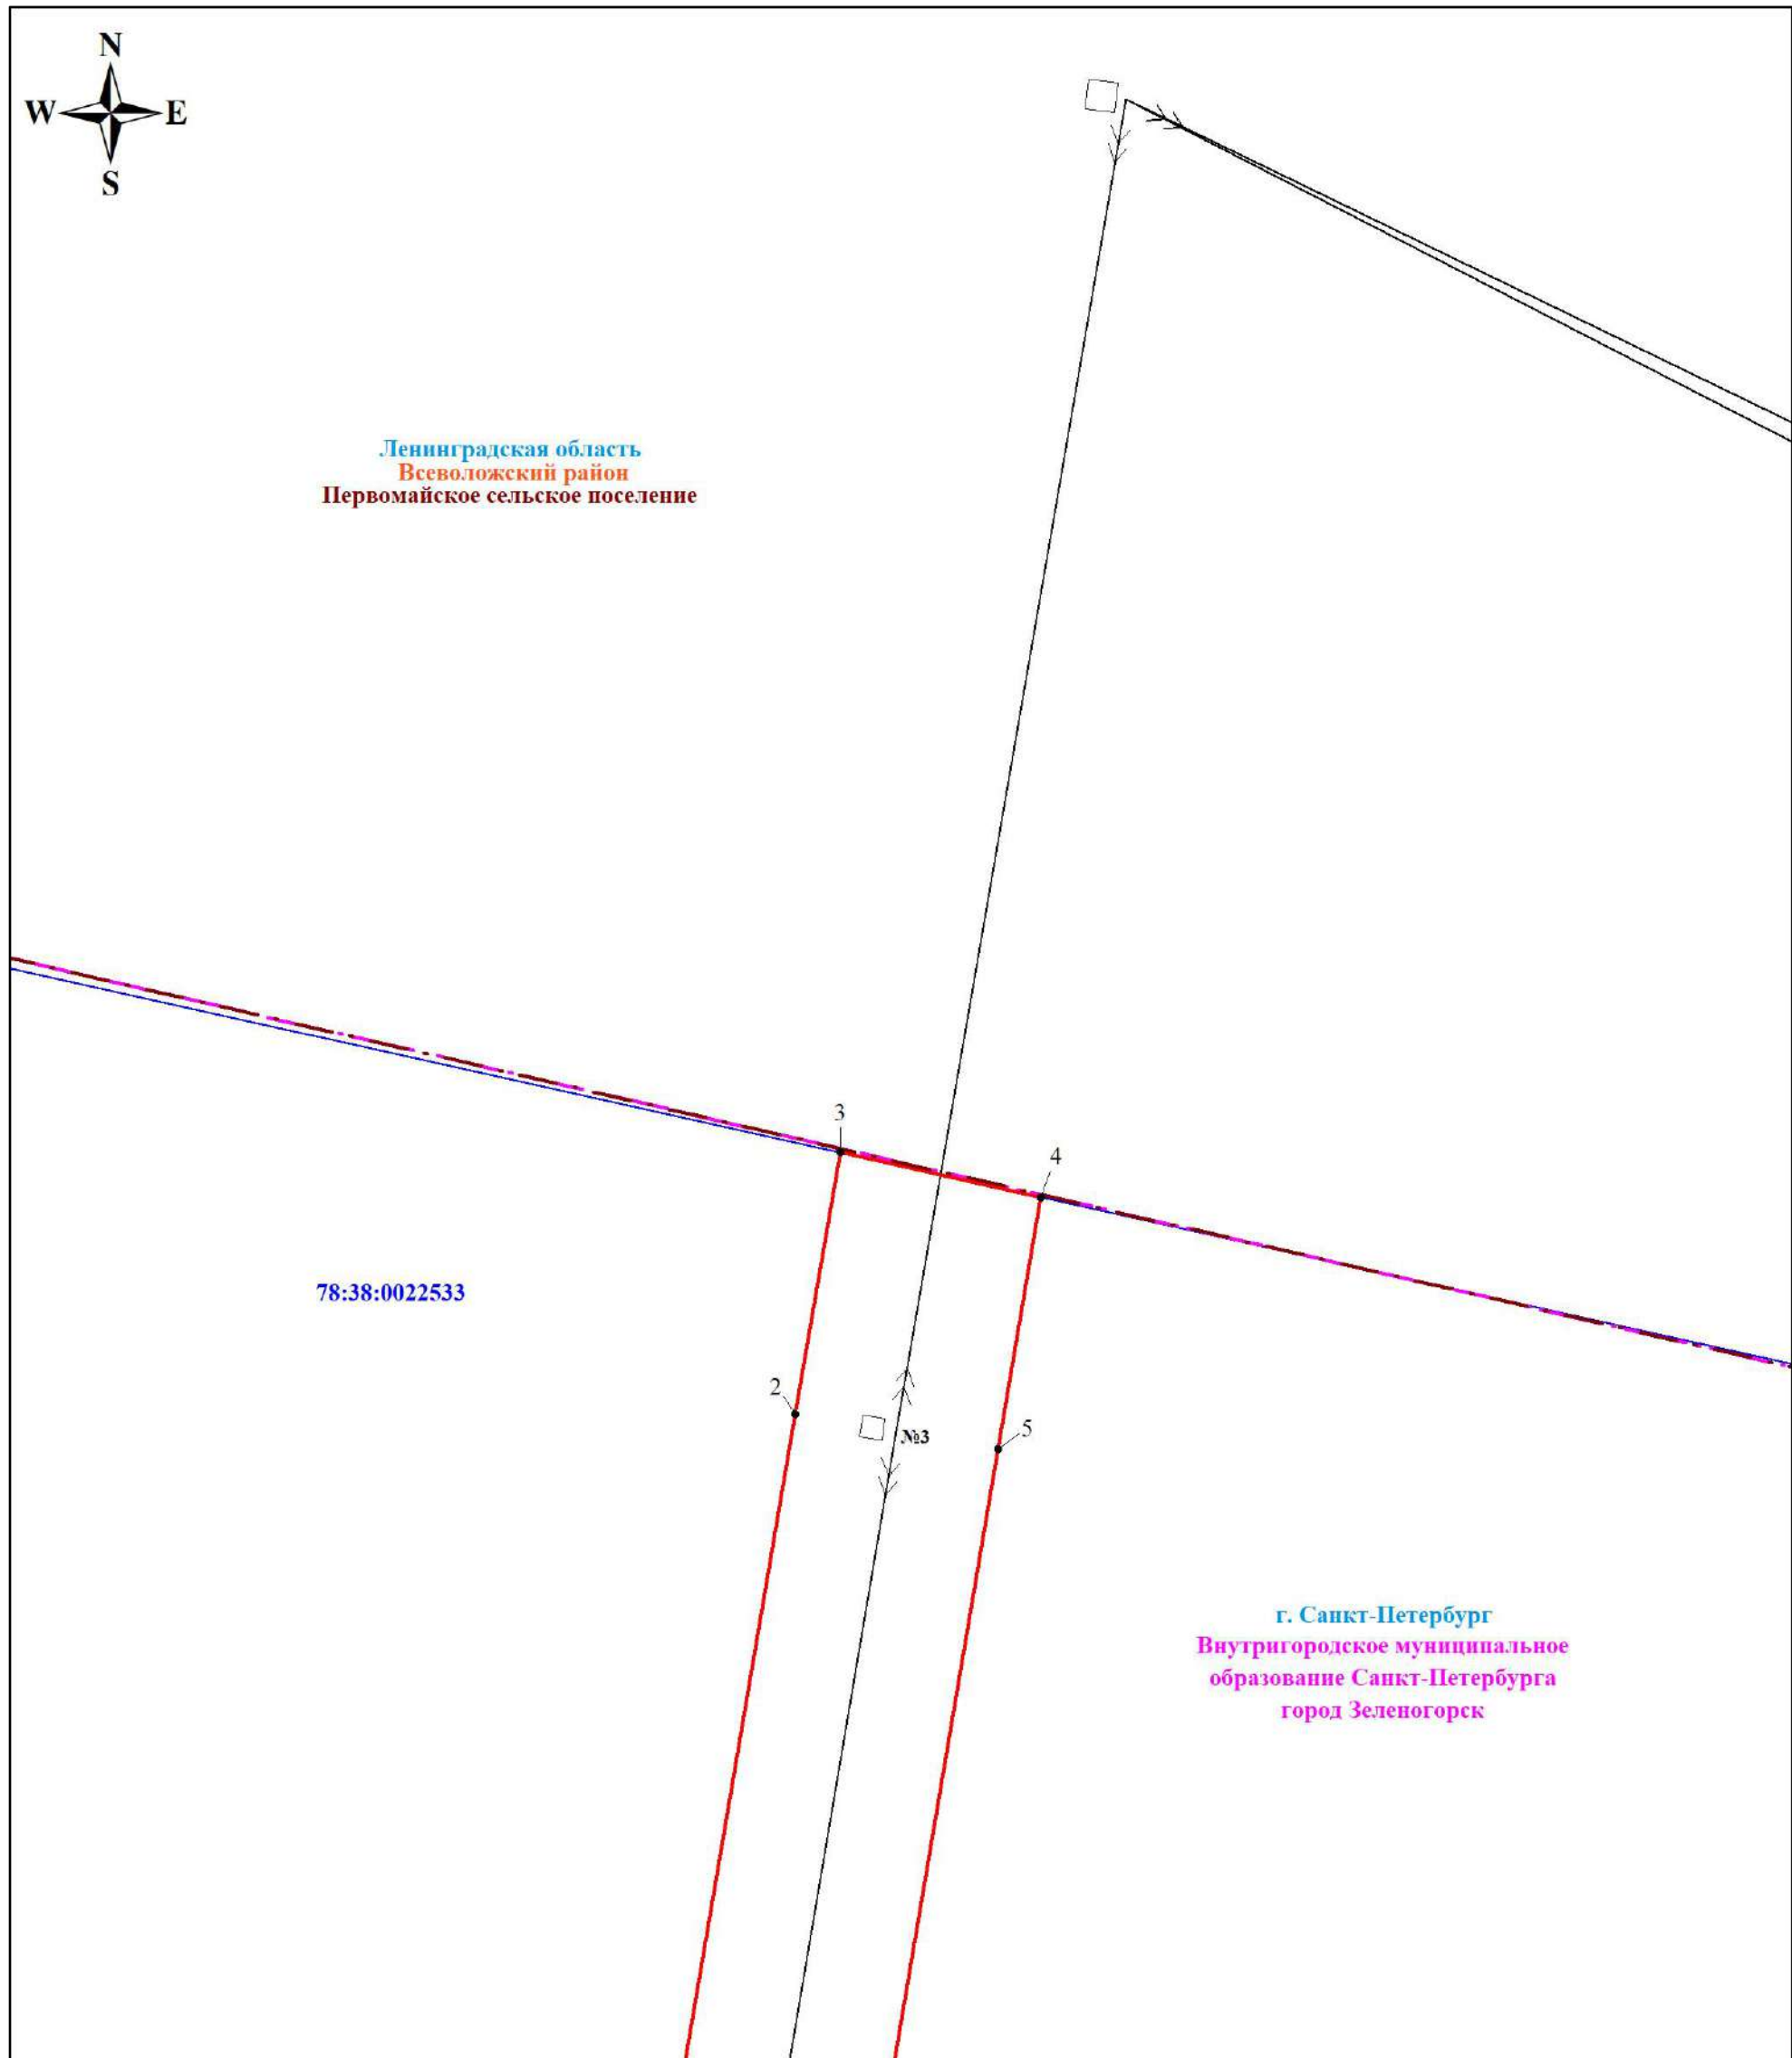 N
W E
S
Ленинградская область
Всеволожский район
Первомайское сельское поселение
3
4
78:38:0022533
2
5
№3
г. Санкт-Петербург
Внутригородское муниципальное
образование Санкт-Петербурга
город Зеленогорск